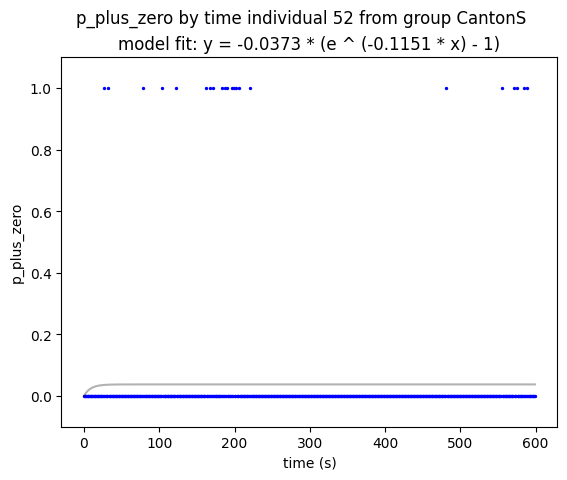 p_plus_zero by time individual 52 from group CantonS
model fit: y = -0.0373 * (e ^ (-0.1151 * x) - 1)
1.0
0.8
0.6
0.4
0.2
0.0
p_plus_zero
0 100 200 300 400 500 600
time (s)